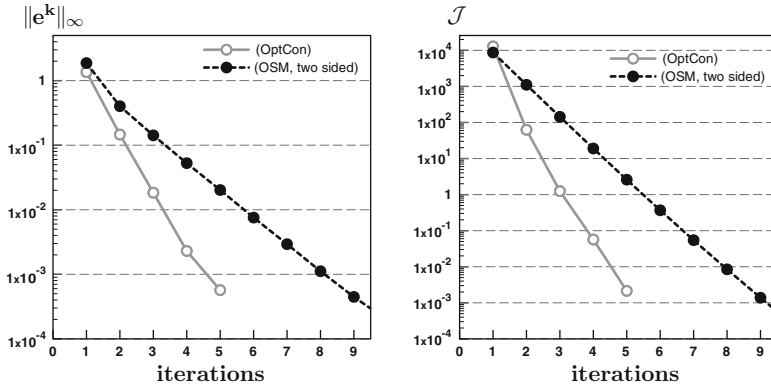 ‖e^k‖∞
(OptCon)
(OSM, two sided)
1
1x10^-1
1x10^-2
1x10^-3
1x10^-4
0 1 2 3 4 5 6 7 8 9
iterations
𝒥
(OptCon)
(OSM, two sided)
1x10^4
1x10^3
1x10^2
1x10^1
1
1x10^-1
1x10^-2
1x10^-3
1x10^-4
0 1 2 3 4 5 6 7 8 9
iterations